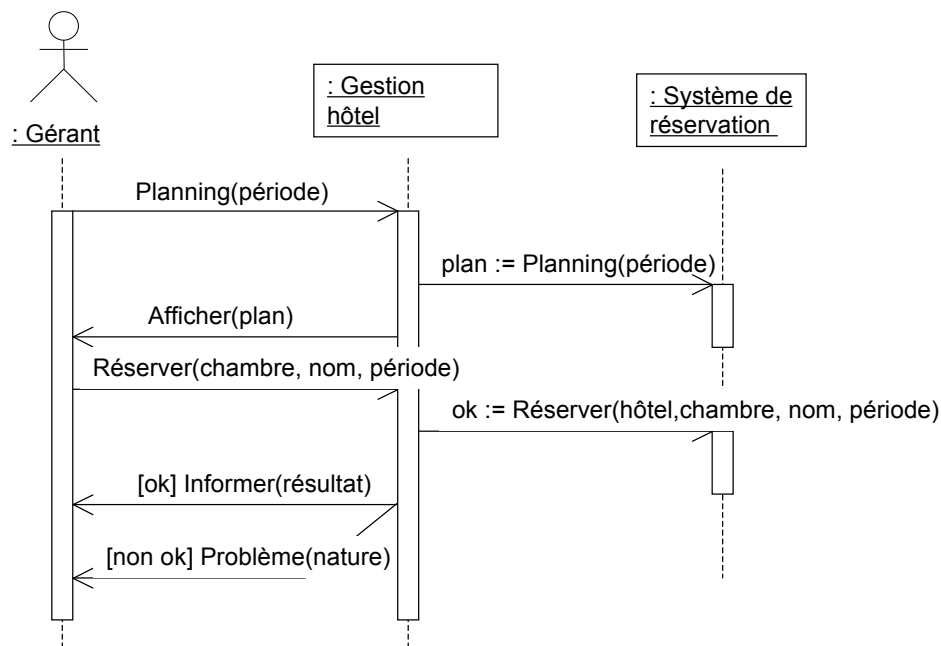 : Gérant
: Gestion
hôtel
: Système de
réservation
Planning(période)
plan := Planning(période)
Afficher(plan)
Réserver(chambre, nom, période)
ok := Réserver(hôtel,chambre, nom, période)
[ok] Informer(résultat)
[non ok] Problème(nature)